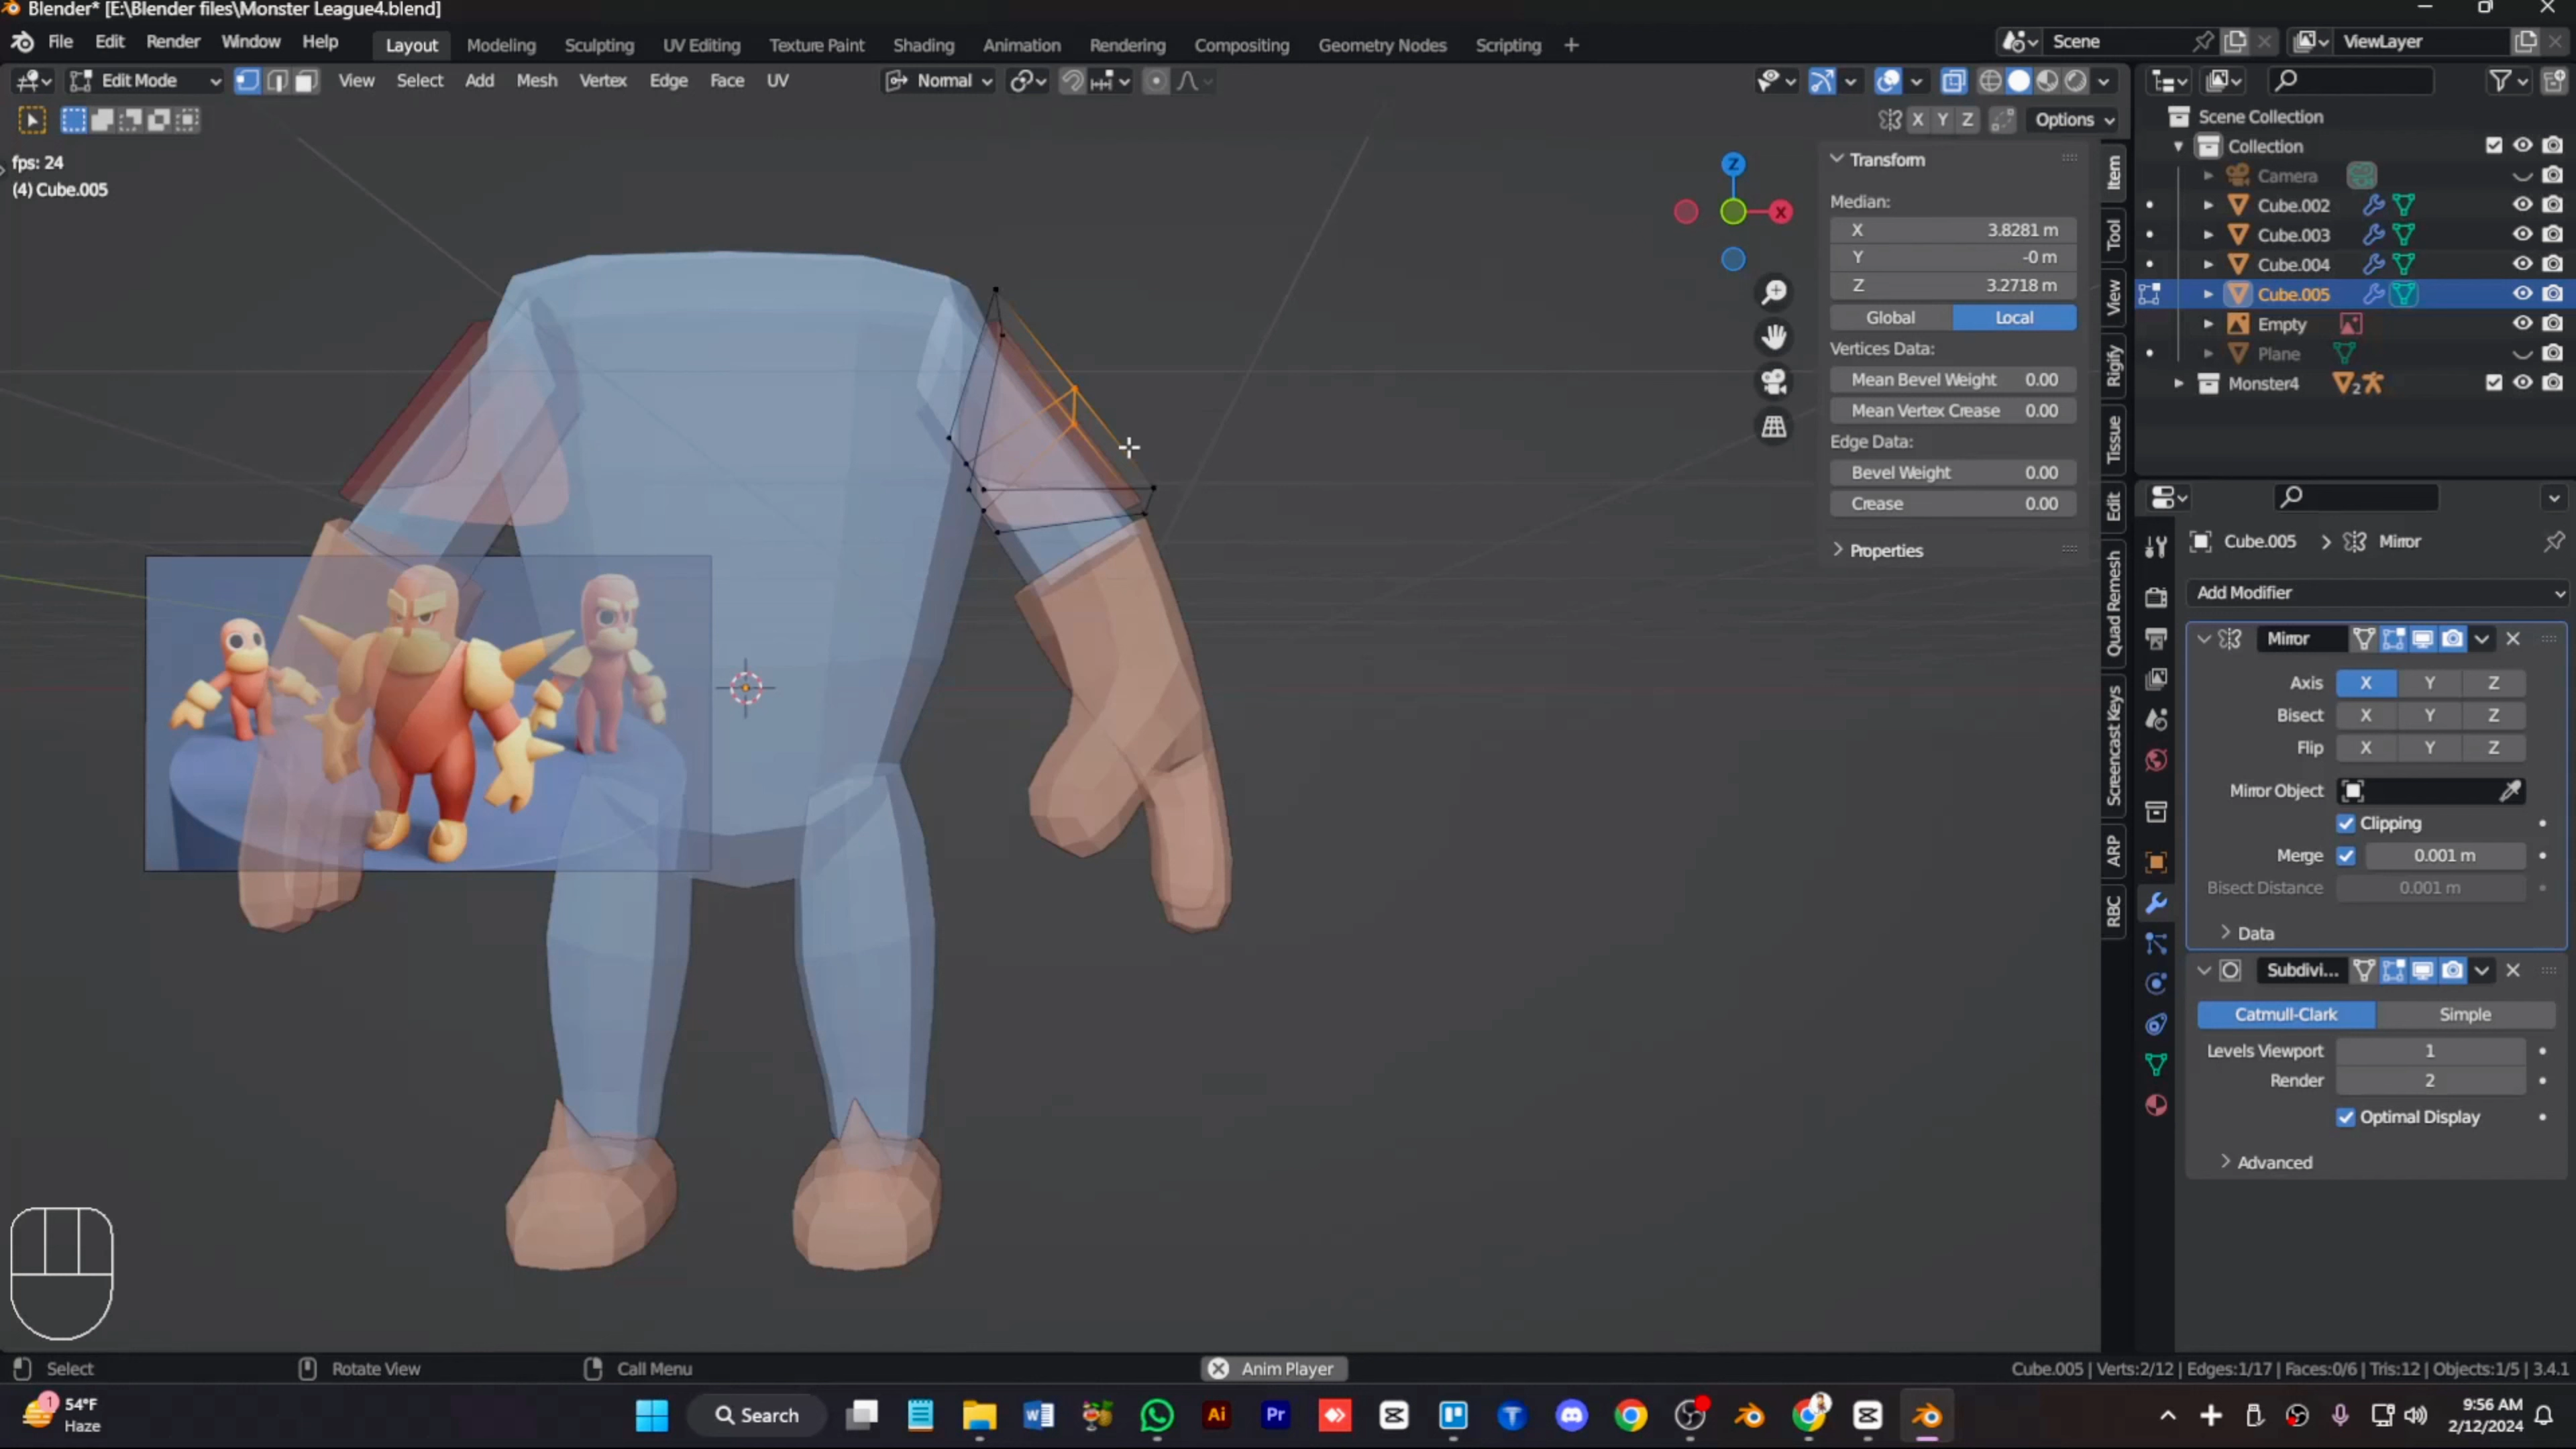 Blender* [E:\Blender files\Monster League4.blend]
File Edit Render Window Help Layout Modeling Sculpting UV Editing Texture Paint Shading Animation Rendering Compositing Geometry Nodes Scripting + Scene ViewLayer
Edit Mode View Select Add Mesh Vertex Edge Face UV Normal
X Y Z Options
fps: 24
(4) Cube.005
Z
X
Transform
Median:
X 3.8281 m
Y -0 m
Z 3.2718 m
Global Local
Vertices Data:
Mean Bevel Weight 0.00
Mean Vertex Crease 0.00
Edge Data:
Bevel Weight 0.00
Crease 0.00
Properties
Item
Tool
View
Rigify
Tissue
Edit
Quad Remesh
Screencast Keys
ARP
RBC
Scene Collection
Collection
Camera
Cube.002
Cube.003
Cube.004
Cube.005
Empty
Plane
Monster4 2
Cube.005 > Mirror
Add Modifier
Mirror
Axis X Y Z
Bisect X Y Z
Flip X Y Z
Mirror Object
Clipping
Merge 0.001 m
Bisect Distance 0.001 m
Data
Subdivi...
Catmull-Clark Simple
Levels Viewport 1
Render 2
Optimal Display
Advanced
Select Rotate View Call Menu Anim Player Cube.005 | Verts:2/12 | Edges:1/17 | Faces:0/6 | Tris:12 | Objects:1/5 | 3.4.1
1 54°F
Haze
Search
Ai
Pr
9:56 AM
2/12/2024